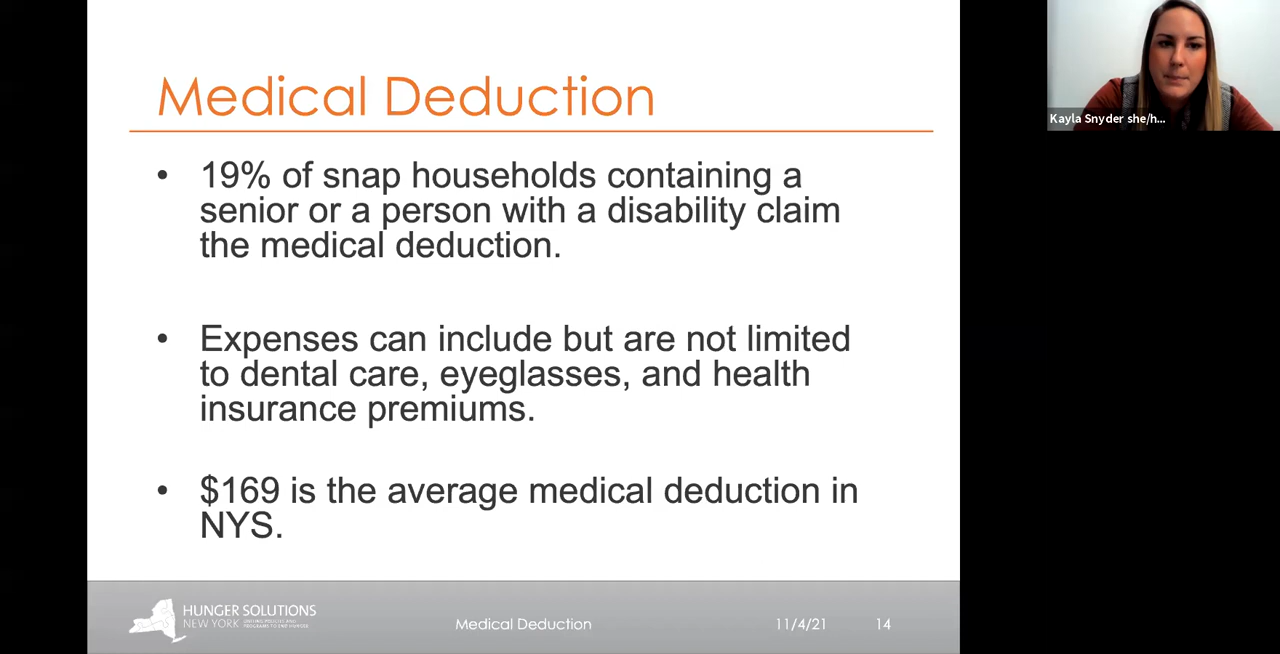 Medical Deduction
• 19% of snap households containing a
senior or a person with a disability claim
the medical deduction.
• Expenses can include but are not limited
to dental care, eyeglasses, and health
insurance premiums.
• $169 is the average medical deduction in
NYS.
HUNGER SOLUTIONS
NEW YORK
Medical Deduction
11/4/21
14
Kayla Snyder she/h...